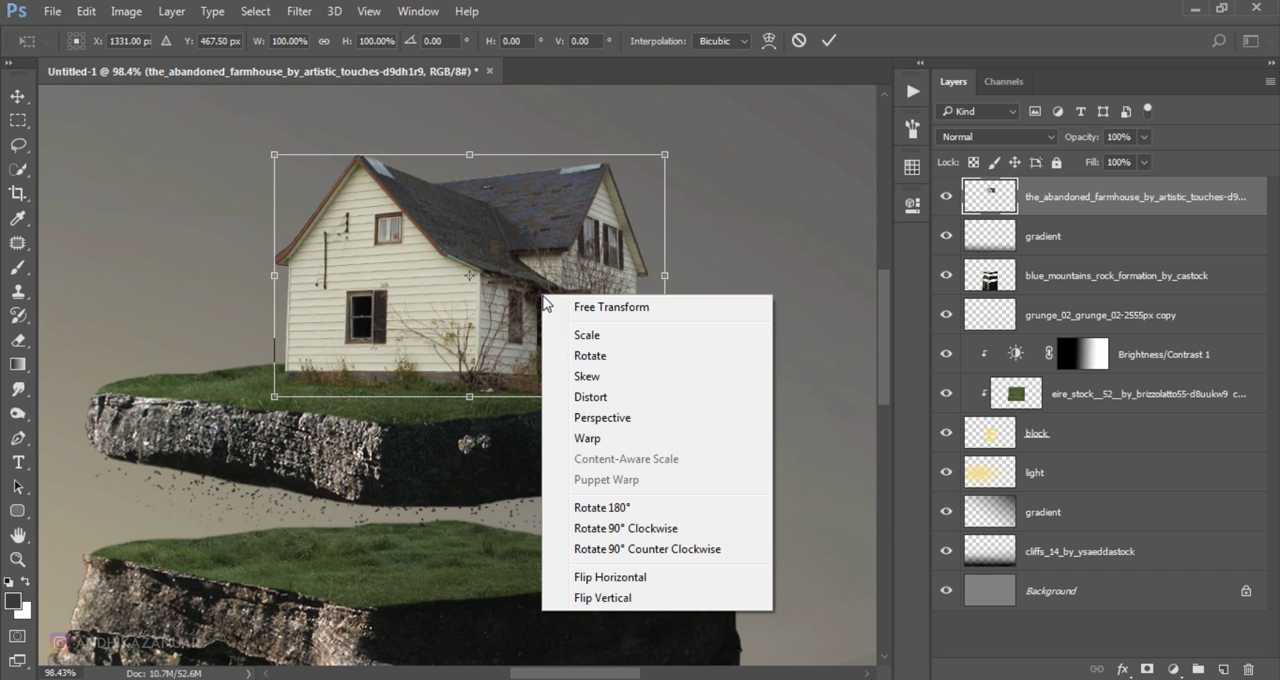 Ps File Edit Image Layer Type Select Filter 3D View Window Help
X: 1331.00 px Y: 467.50 px W: 100.00% H: 100.00% 0.00 ° H: 0.00 ° V: 0.00 ° Interpolation: Bicubic
Untitled-1 @ 98.4% (the_abandoned_farmhouse_by_artistic_touches-d9dh1r9, RGB/8#) * ×
Layers Channels
Kind
Normal Opacity: 100%
Lock: Fill: 100%
the_abandoned_farmhouse_by_artistic_touches-d9...
gradient
blue_mountains_rock_formation_by_castock
grunge_02_grunge_02-2555px copy
Brightness/Contrast 1
eire_stock__52__by_brizzolatto55-d8uukw9 c...
block
light
gradient
cliffs_14_by_ysaeddastock
Background
Free Transform
Scale
Rotate
Skew
Distort
Perspective
Warp
Content-Aware Scale
Puppet Warp
Rotate 180°
Rotate 90° Clockwise
Rotate 90° Counter Clockwise
Flip Horizontal
Flip Vertical
98.43% Doc: 10.7M/52.6M
fx